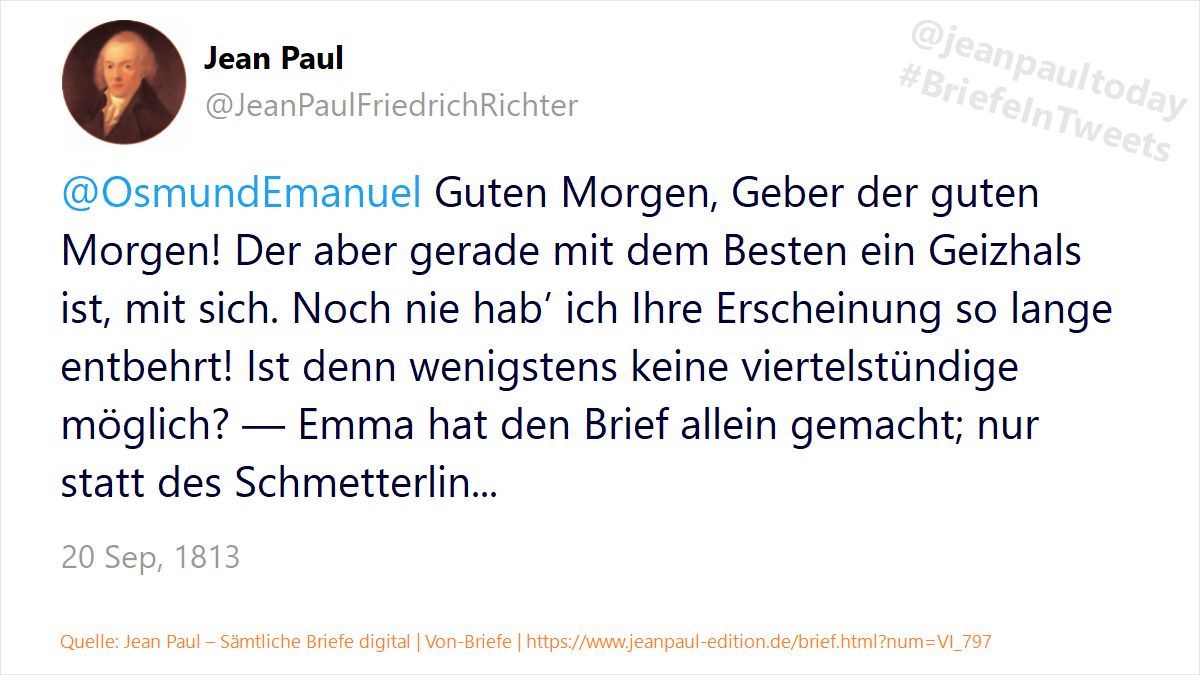 Jean Paul
@JeanPaulFriedrichRichter
@jeanpaultoday
#BriefeInTweets
@OsmundEmanuel Guten Morgen, Geber der guten
Morgen! Der aber gerade mit dem Besten ein Geizhals
ist, mit sich. Noch nie hab’ ich Ihre Erscheinung so lange
entbehrt! Ist denn wenigstens keine viertelstündige
möglich? — Emma hat den Brief allein gemacht; nur
statt des Schmetterlin...
20 Sep, 1813
Quelle: Jean Paul – Sämtliche Briefe digital | Von-Briefe | https://www.jeanpaul-edition.de/brief.html?num=VI_797